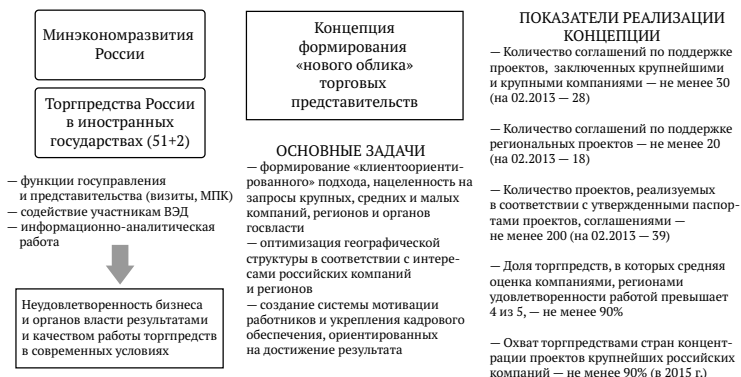 Минэкономразвития
России
Торгпредства России
в иностранных
государствах (51+2)
— функции госуправления
и представительства (визиты, МПК)
— содействие участникам ВЭД
— информационно-аналитическая
работа
Неудовлетворенность бизнеса
и органов власти результатами
и качеством работы торгпредств
в современных условиях
Концепция
формирования
«нового облика»
торговых
представительств
ОСНОВНЫЕ ЗАДАЧИ
— формирование «клиентоориенти-
рованного» подхода, нацеленность на
запросы крупных, средних и малых
компаний, регионов и органов
госвласти
— оптимизация географической
структуры в соответствии с интере-
сами российских компаний
и регионов
— создание системы мотивации
работников и укрепления кадрового
обеспечения, ориентированных
на достижение результата
ПОКАЗАТЕЛИ РЕАЛИЗАЦИИ
КОНЦЕПЦИИ
— Количество соглашений по поддержке
проектов, заключенных крупнейшими
и крупными компаниями — не менее 30
(на 02.2013 — 28)
— Количество соглашений по поддержке
региональных проектов — не менее 20
(на 02.2013 — 18)
— Количество проектов, реализуемых
в соответствии с утвержденными паспор-
тами проектов, соглашениями —
не менее 200 (на 02.2013 — 39)
— Доля торгпредств, в которых средняя
оценка компаниями, регионами
удовлетворенности работой превышает
4 из 5, — не менее 90%
— Охват торгпредствами стран концент-
рации проектов крупнейших российских
компаний — не менее 90% (в 2015 г.)